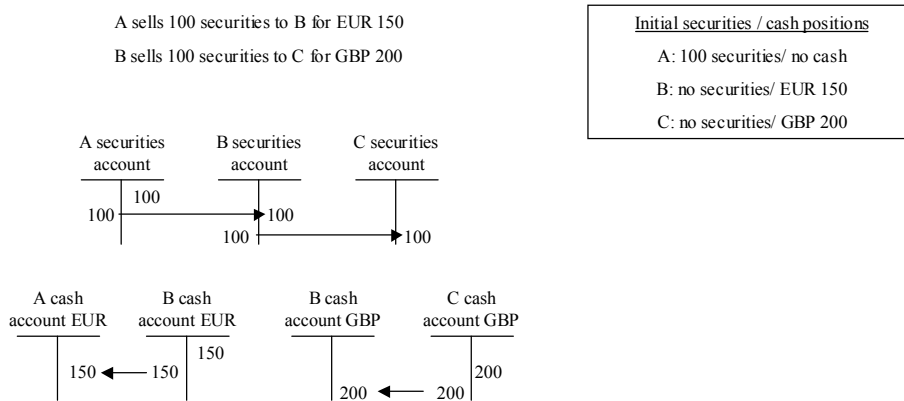 A sells 100 securities to B for EUR 150
B sells 100 securities to C for GBP 200
Initial securities / cash positions
A: 100 securities/ no cash
B: no securities/ EUR 150
C: no securities/ GBP 200
A securities account
B securities account
C securities account
100
100 100
100 100
A cash account EUR
B cash account EUR
B cash account GBP
C cash account GBP
150
150 150
200
200 200